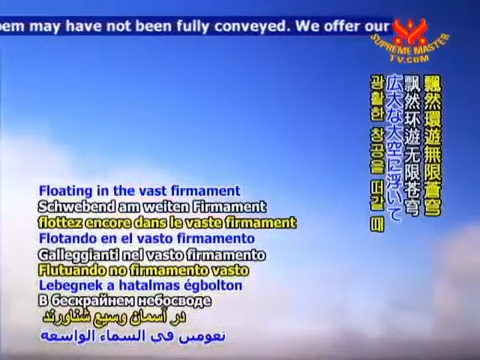 oem may have not been fully conveyed. We offer our
SUPREME MASTER
TV.COM
飄然環遊無限蒼穹
飘然环游无限苍穹
広大な大空に浮いて
광활한 창공을 떠갈 때
Floating in the vast firmament
Schwebend am weiten Firmament
flottez encore dans le vaste firmament
Flotando en el vasto firmamento
Galleggianti nel vasto firmamento
Flutuando no firmamento vasto
Lebegnek a hatalmas égbolton
В бескрайнем небосводе
در آسمان وسیع شناورند
نعومين في السماء الواسعة